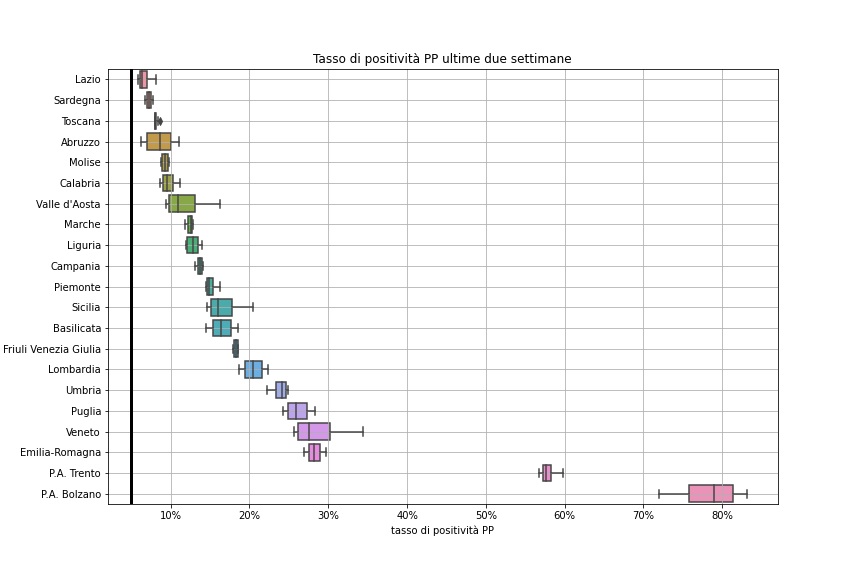 Tasso di positività PP ultime due settimane
Lazio
Sardegna
Toscana
Abruzzo
Molise
Calabria
Valle d'Aosta
Marche
Liguria
Campania
Piemonte
Sicilia
Basilicata
Friuli Venezia Giulia
Lombardia
Umbria
Puglia
Veneto
Emilia-Romagna
P.A. Trento
P.A. Bolzano
10% 20% 30% 40% 50% 60% 70% 80%
tasso di positività PP